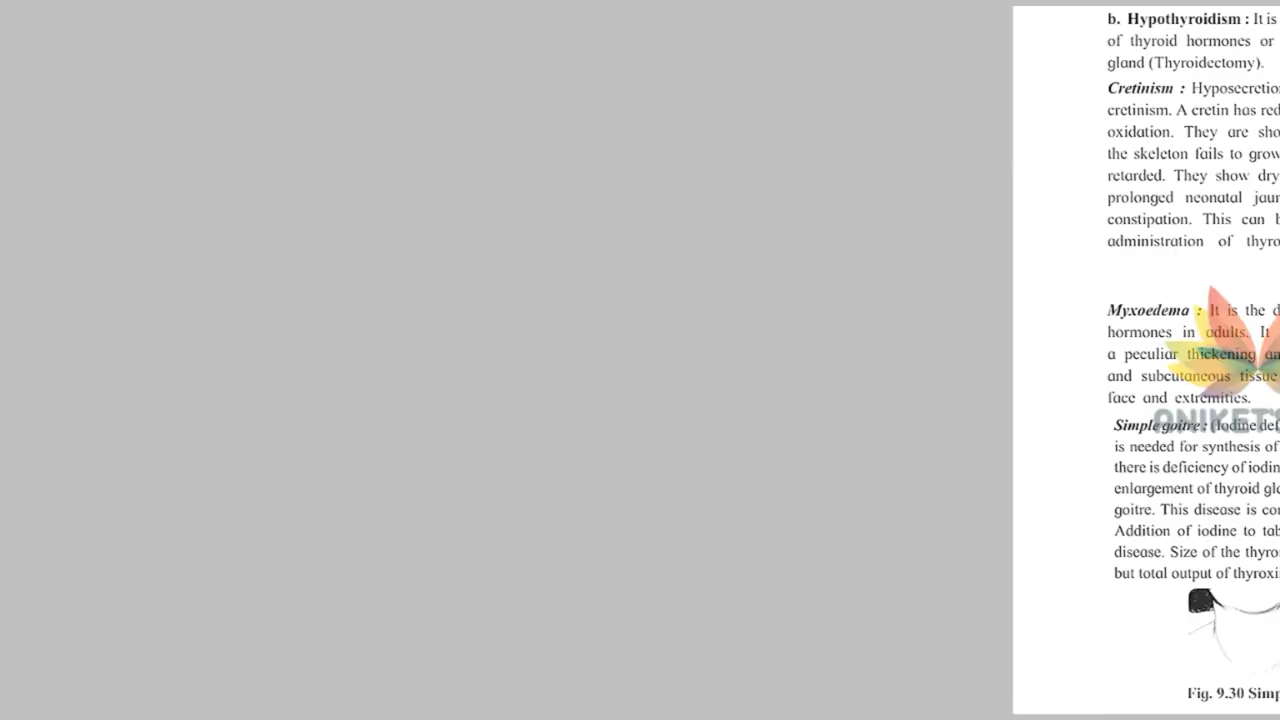 b. Hypothyroidism : It is
of thyroid hormones or
gland (Thyroidectomy).
Cretinism : Hyposecretion
cretinism. A cretin has red
oxidation. They are sho
the skeleton fails to grow
retarded. They show dry
prolonged neonatal jaun
constipation. This can b
administration of thyro
Myxoedema : It is the d
hormones in adults. It
a peculiar thickening an
and subcutaneous tissue
face and extremities.
ANIKET'S
Simple goitre : (Iodine def
is needed for synthesis of
there is deficiency of iodin
enlargement of thyroid gla
goitre. This disease is con
Addition of iodine to tab
disease. Size of the thyro
but total output of thyroxi
Fig. 9.30 Simp